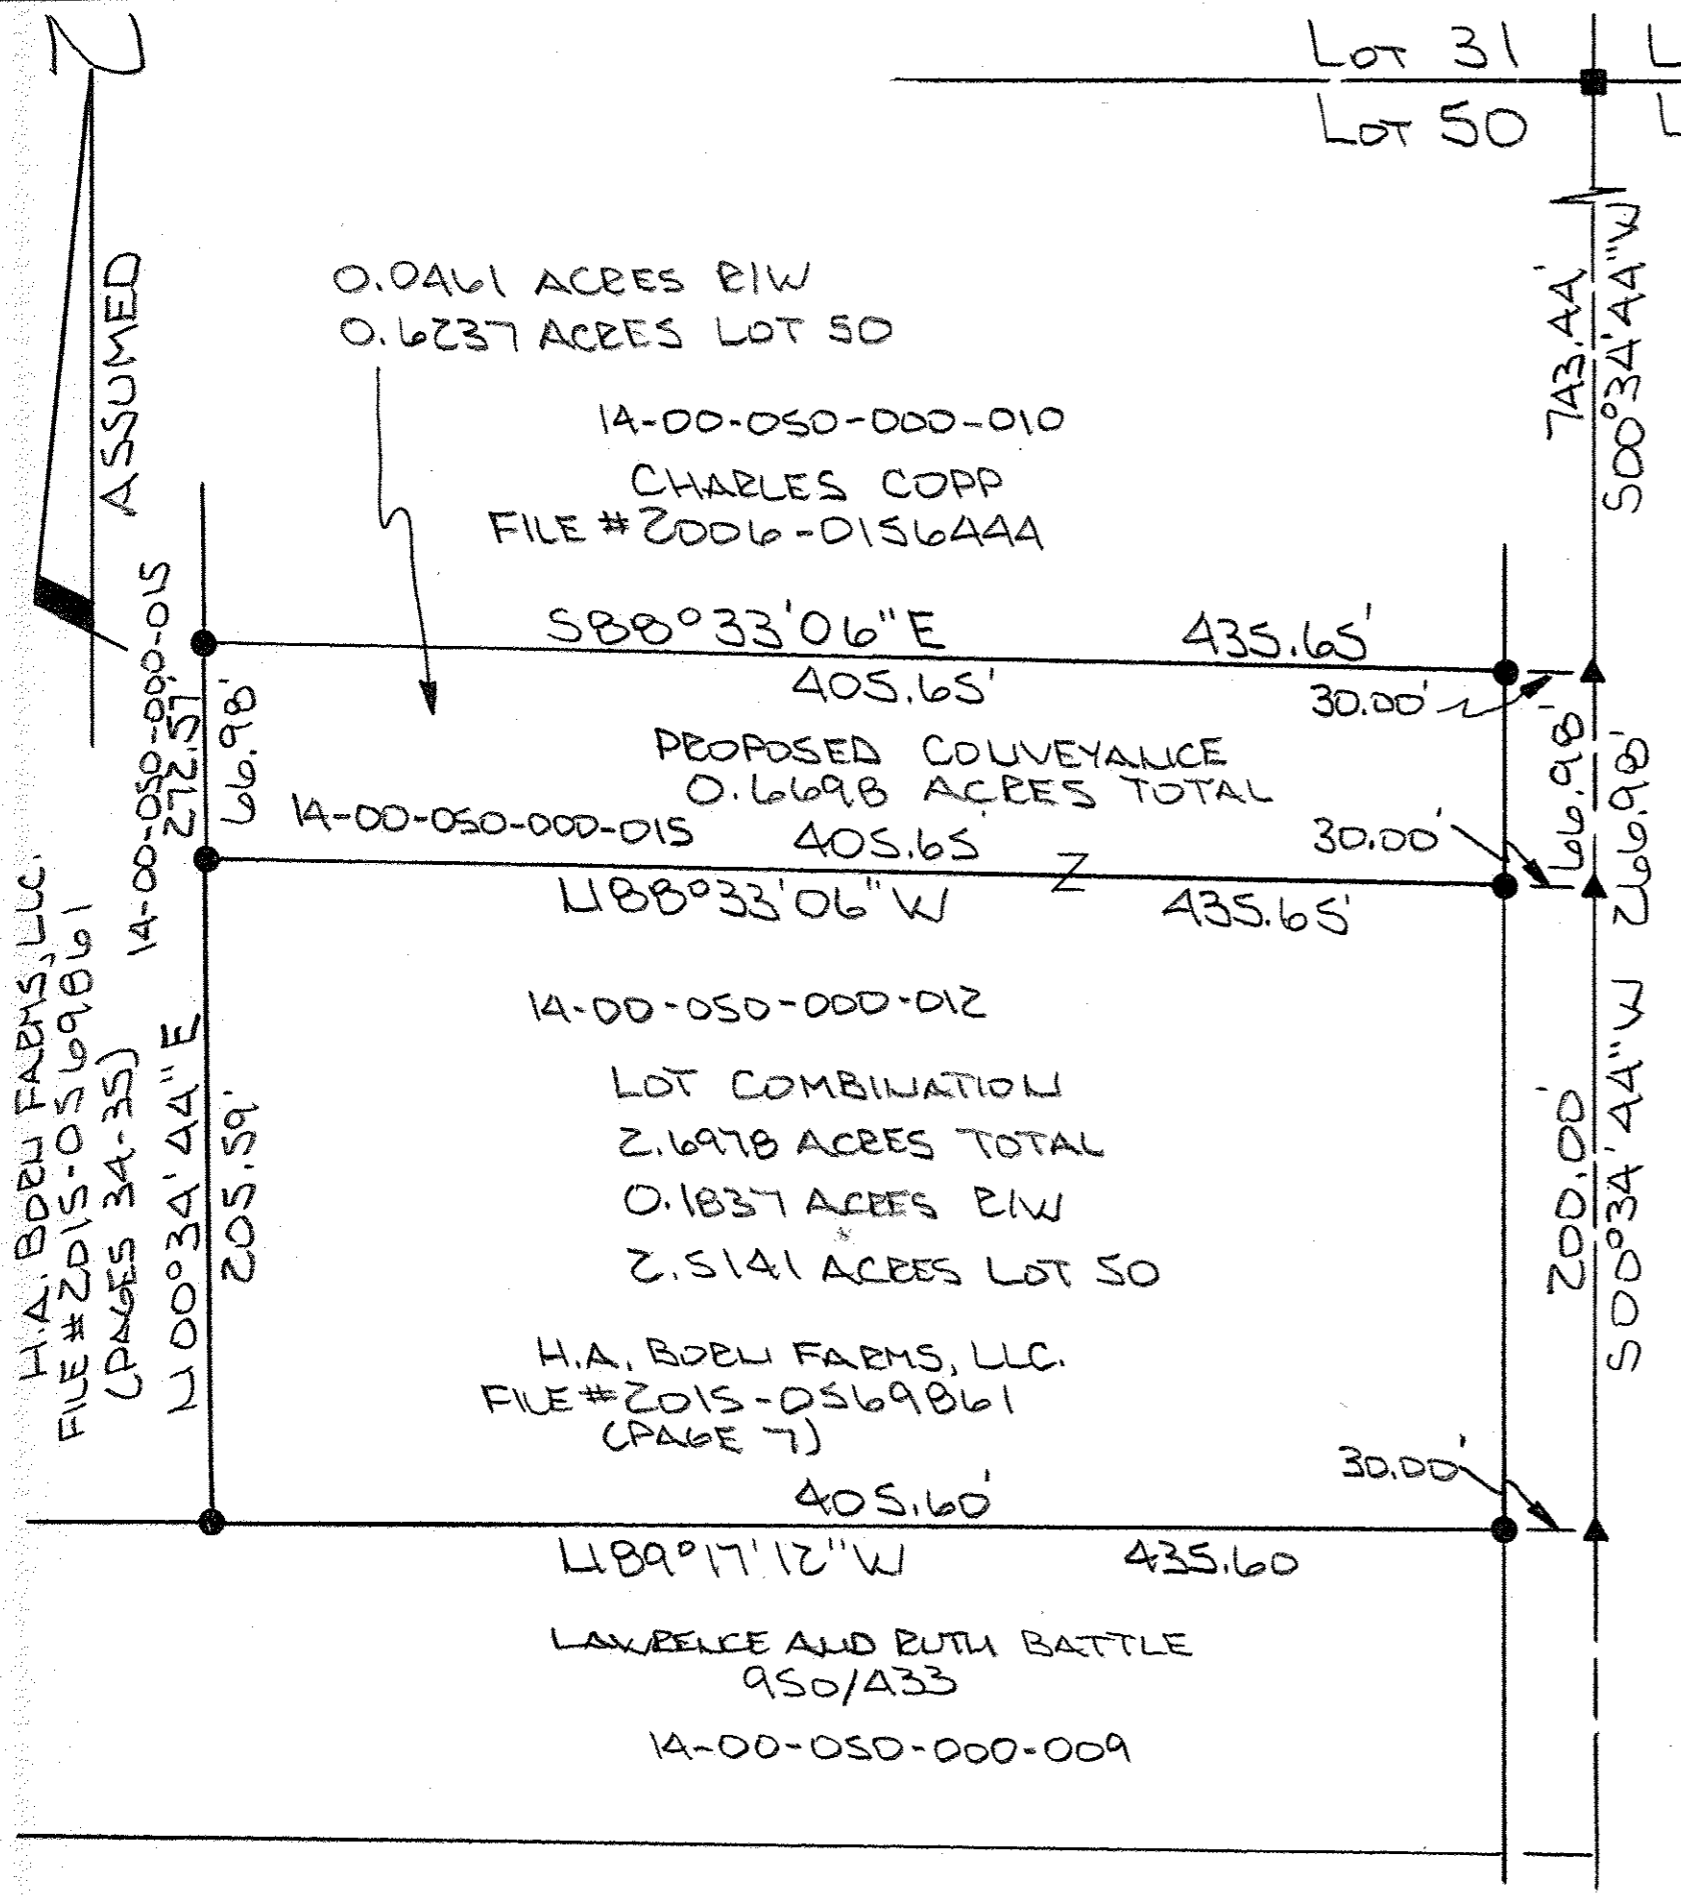 N
LOT 31
L
LOT 50
L
ASSUMED
743.44'
S00°34'44"W
0.0461 ACRES R/W
0.6237 ACRES LOT 50
14-00-050-000-010
CHARLES COPP
FILE #2006-0156444
S88°33'06"E 435.65'
405.65'
30.00'
14-00-050-000-015
272.57'
66.98'
PROPOSED CONVEYANCE
0.6698 ACRES TOTAL
14-00-050-000-015 405.65'
30.00'
66.98'
266.98'
N88°33'06"W Z 435.65'
14-00-050-000-012
LOT COMBINATION
2.6978 ACRES TOTAL
0.1837 ACRES R/W
2.5141 ACRES LOT 50
H.A. BORN FARMS, LLC.
FILE #2015-0569861
(PAGE 7)
H.A. BORN FARMS, LLC.
FILE #2015-0569861
(PAGES 34-35)
N00°34'44"E
205.59'
200.00'
S00°34'44"W
405.60'
30.00'
N89°17'12"W 435.60
LAWRENCE AND RUTH BATTLE
950/433
14-00-050-000-009